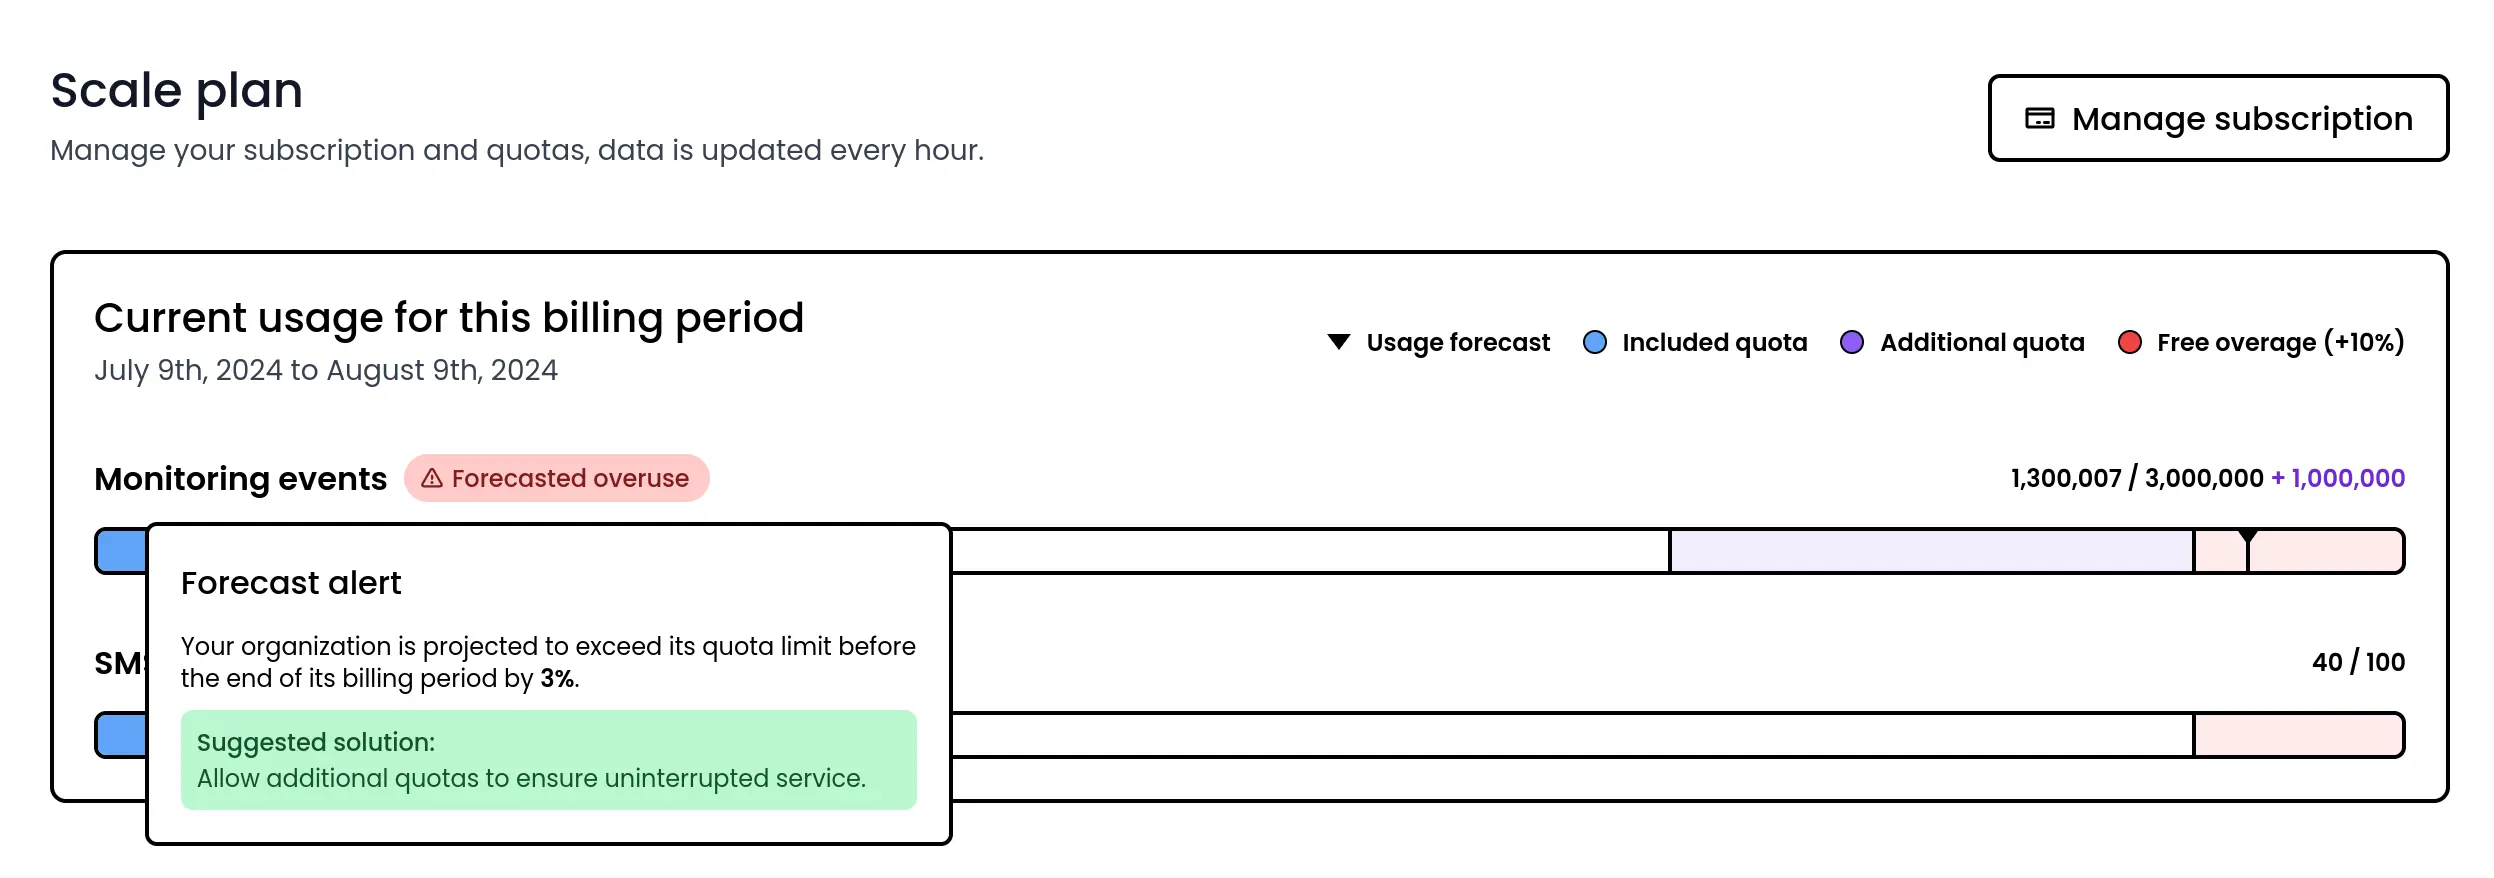 Scale plan
Manage your subscription and quotas, data is updated every hour.
Manage subscription
Current usage for this billing period
July 9th, 2024 to August 9th, 2024
Usage forecast
Included quota
Additional quota
Free overage (+10%)
Monitoring events
Forecasted overuse
1,300,007 / 3,000,000 + 1,000,000
Forecast alert
Your organization is projected to exceed its quota limit before
the end of its billing period by 3%.
Suggested solution:
Allow additional quotas to ensure uninterrupted service.
40 / 100